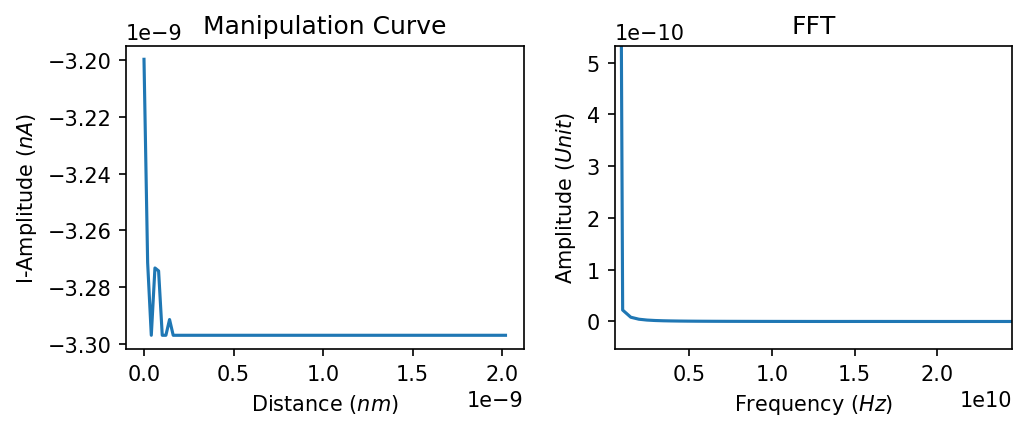 Manipulation Curve
1e−9
−3.20
−3.22
−3.24
−3.26
−3.28
−3.30
I-Amplitude (nA)
0.0 0.5 1.0 1.5 2.0
1e−9
Distance (nm)
FFT
1e−10
5
4
3
2
1
0
Amplitude (Unit)
0.5 1.0 1.5 2.0
1e10
Frequency (Hz)